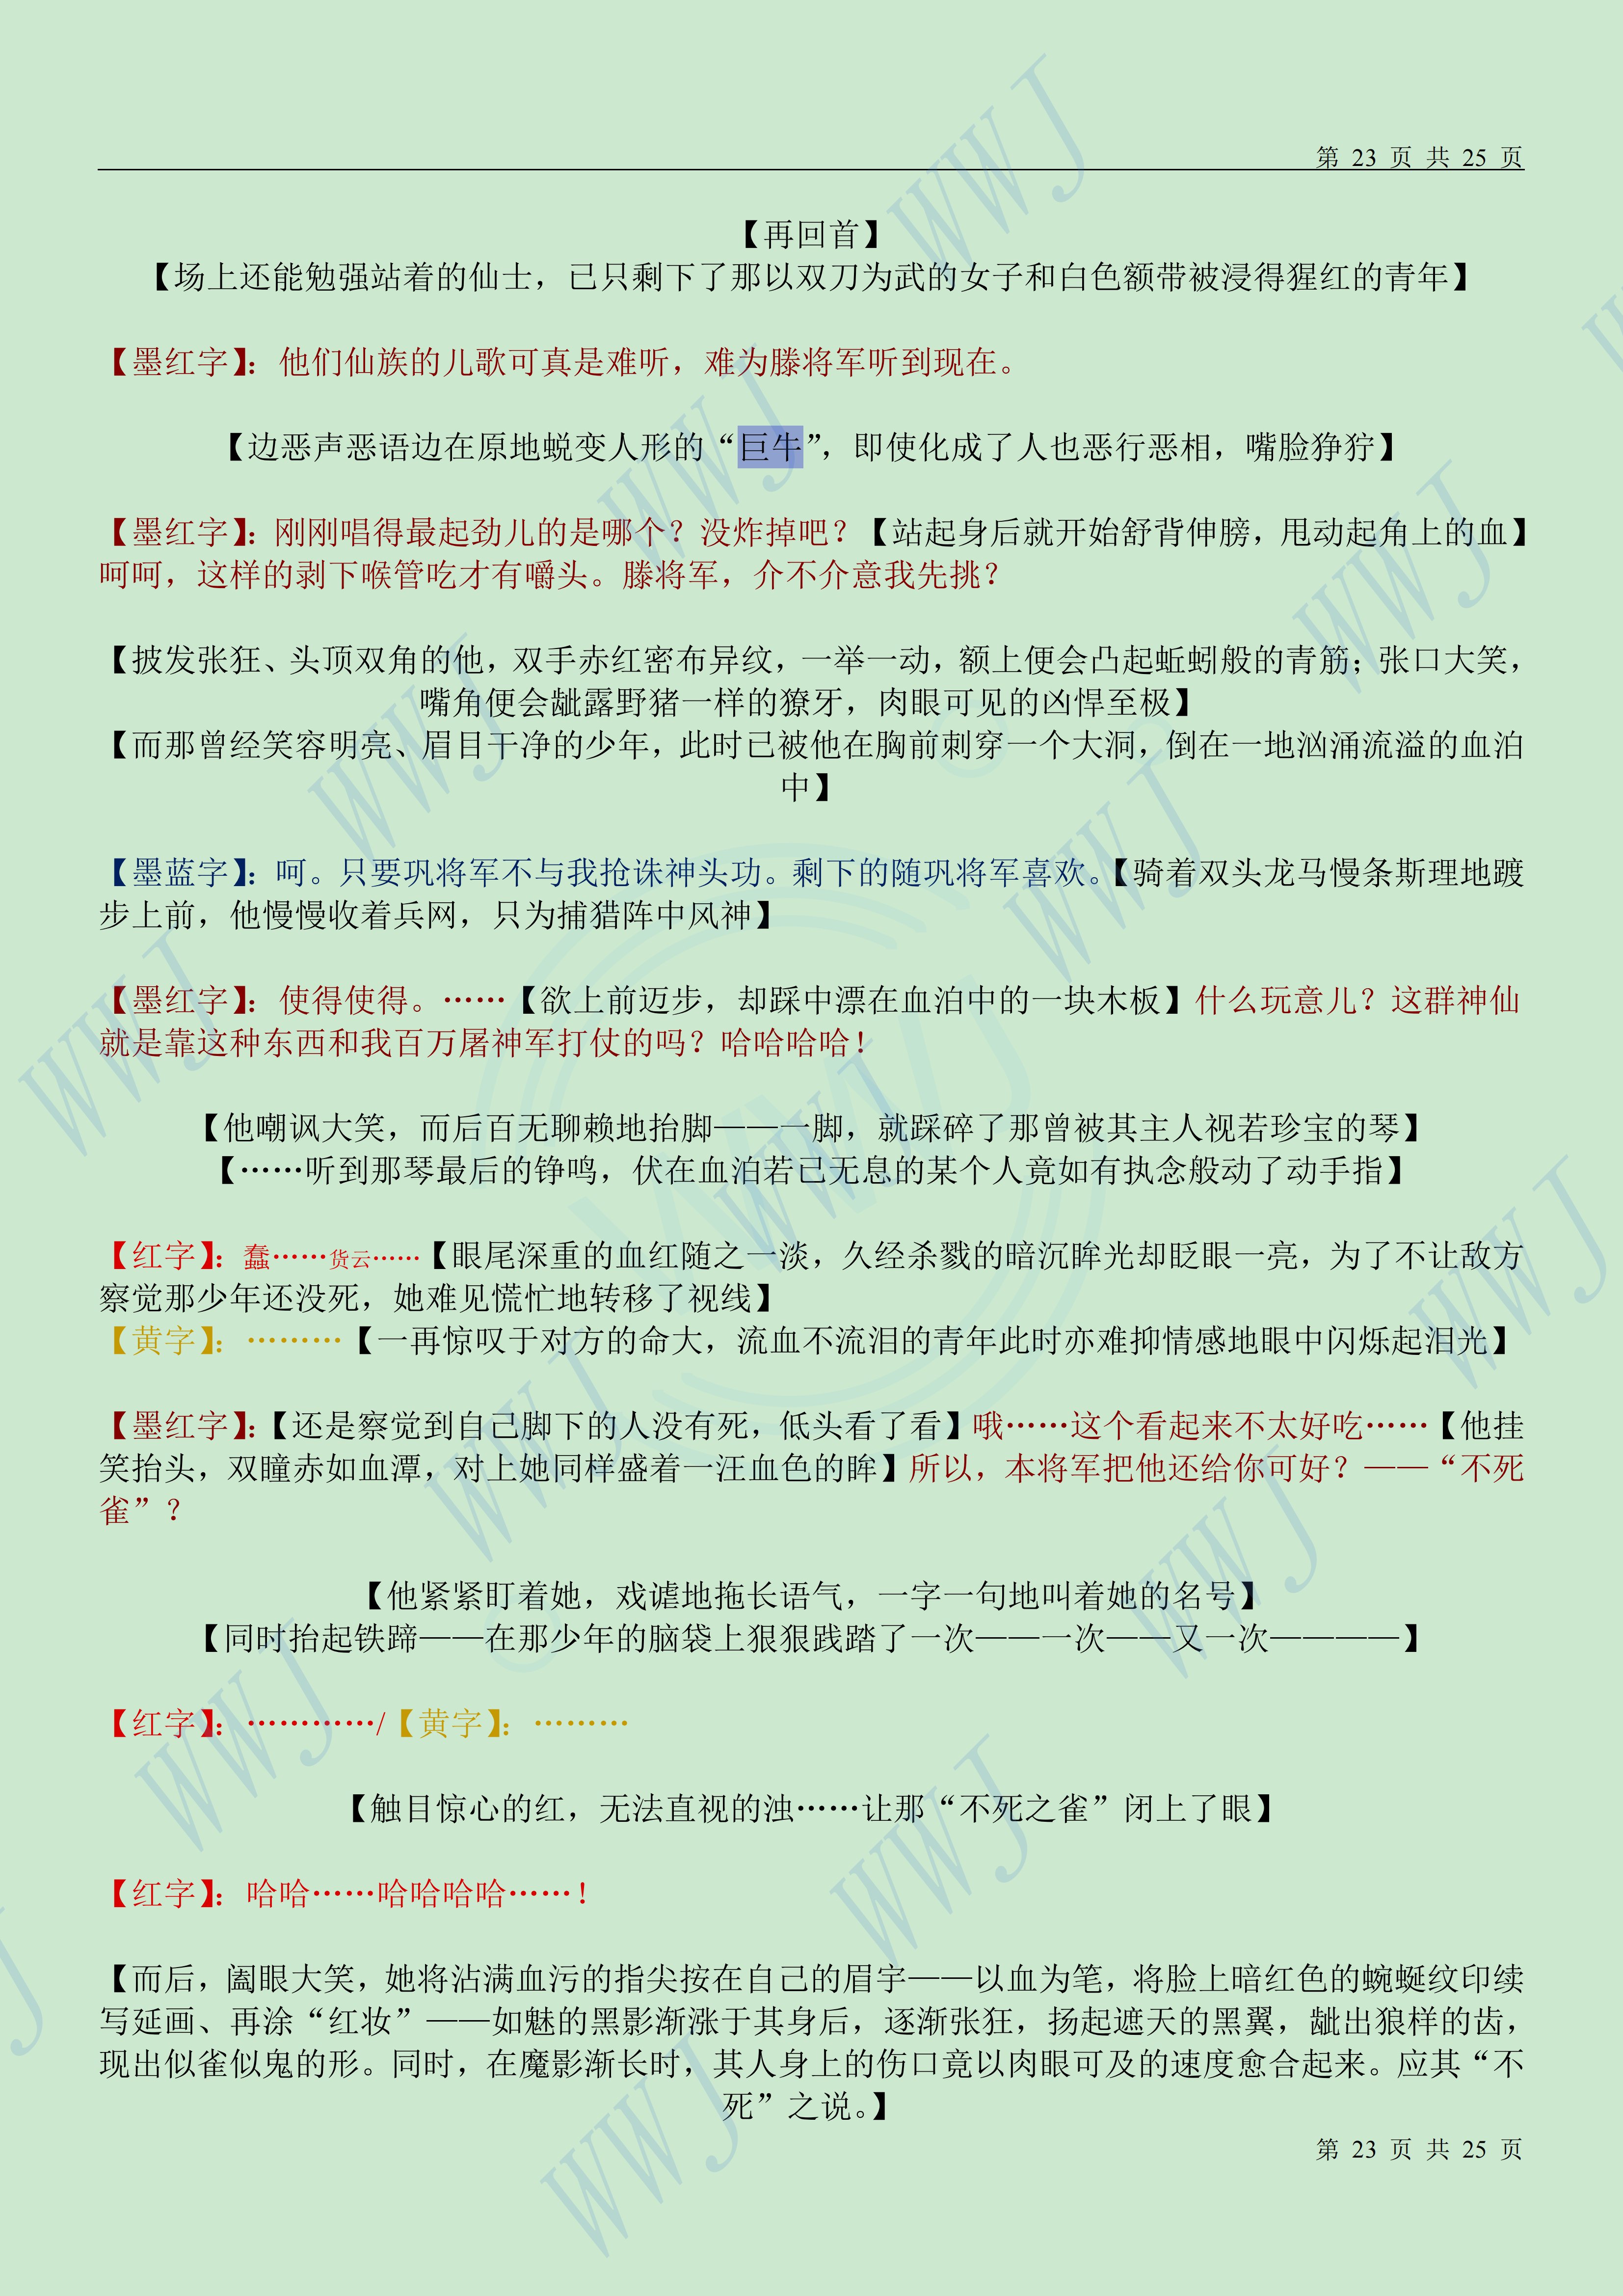 第 23 页 共 25 页
【再回首】
【场上还能勉强站着的仙士，已只剩下了那以双刀为武的女子和白色额带被浸得猩红的青年】
【墨红字】：他们仙族的儿歌可真是难听，难为滕将军听到现在。
【边恶声恶语边在原地蜕变人形的“巨牛”，即使化成了人也恶行恶相，嘴脸狰狞】
【墨红字】：刚刚唱得最起劲儿的是哪个？没炸掉吧？【站起身后就开始舒背伸膀，甩动起角上的血】
呵呵，这样的剥下喉管吃才有嚼头。滕将军，介不介意我先挑？
【披发张狂、头顶双角的他，双手赤红密布异纹，一举一动，额上便会凸起蚯蚓般的青筋；张口大笑，
嘴角便会龇露野猪一样的獠牙，肉眼可见的凶悍至极】
【而那曾经笑容明亮、眉目干净的少年，此时已被他在胸前刺穿一个大洞，倒在一地汹涌流溢的血泊
中】
【墨蓝字】：呵。只要巩将军不与我抢诛神头功。剩下的随巩将军喜欢。【骑着双头龙马慢条斯理地踱
步上前，他慢慢收着兵网，只为捕猎阵中风神】
【墨红字】：使得使得。……【欲上前迈步，却踩中漂在血泊中的一块木板】什么玩意儿？这群神仙
就是靠这种东西和我百万屠神军打仗的吗？哈哈哈哈！
【他嘲讽大笑，而后百无聊赖地抬脚——一脚，就踩碎了那曾被其主人视若珍宝的琴】
【……听到那琴最后的铮鸣，伏在血泊若已无息的某个人竟如有执念般动了动手指】
【红字】：蠢……货云……【眼尾深重的血红随之一淡，久经杀戮的暗沉眸光却眨眼一亮，为了不让敌方
察觉那少年还没死，她难见慌忙地转移了视线】
【黄字】：………【一再惊叹于对方的命大，流血不流泪的青年此时亦难抑情感地眼中闪烁起泪光】
【墨红字】：【还是察觉到自己脚下的人没有死，低头看了看】哦……这个看起来不太好吃……【他挂
笑抬头，双瞳赤如血潭，对上她同样盛着一汪血色的眸】所以，本将军把他还给你可好？——“不死
雀”？
【他紧紧盯着她，戏谑地拖长语气，一字一句地叫着她的名号】
【同时抬起铁蹄——在那少年的脑袋上狠狠践踏了一次——一次——又一次————】
【红字】：…………/【黄字】：………
【触目惊心的红，无法直视的浊……让那“不死之雀”闭上了眼】
【红字】：哈哈……哈哈哈哈……！
【而后，阖眼大笑，她将沾满血污的指尖按在自己的眉宇——以血为笔，将脸上暗红色的蜿蜒纹印续
写延画、再涂“红妆”——如魅的黑影渐涨于其身后，逐渐张狂，扬起遮天的黑翼，龇出狼样的齿，
现出似雀似鬼的形。同时，在魔影渐长时，其人身上的伤口竟以肉眼可及的速度愈合起来。应其“不
死”之说。】
第 23 页 共 25 页
WWJ